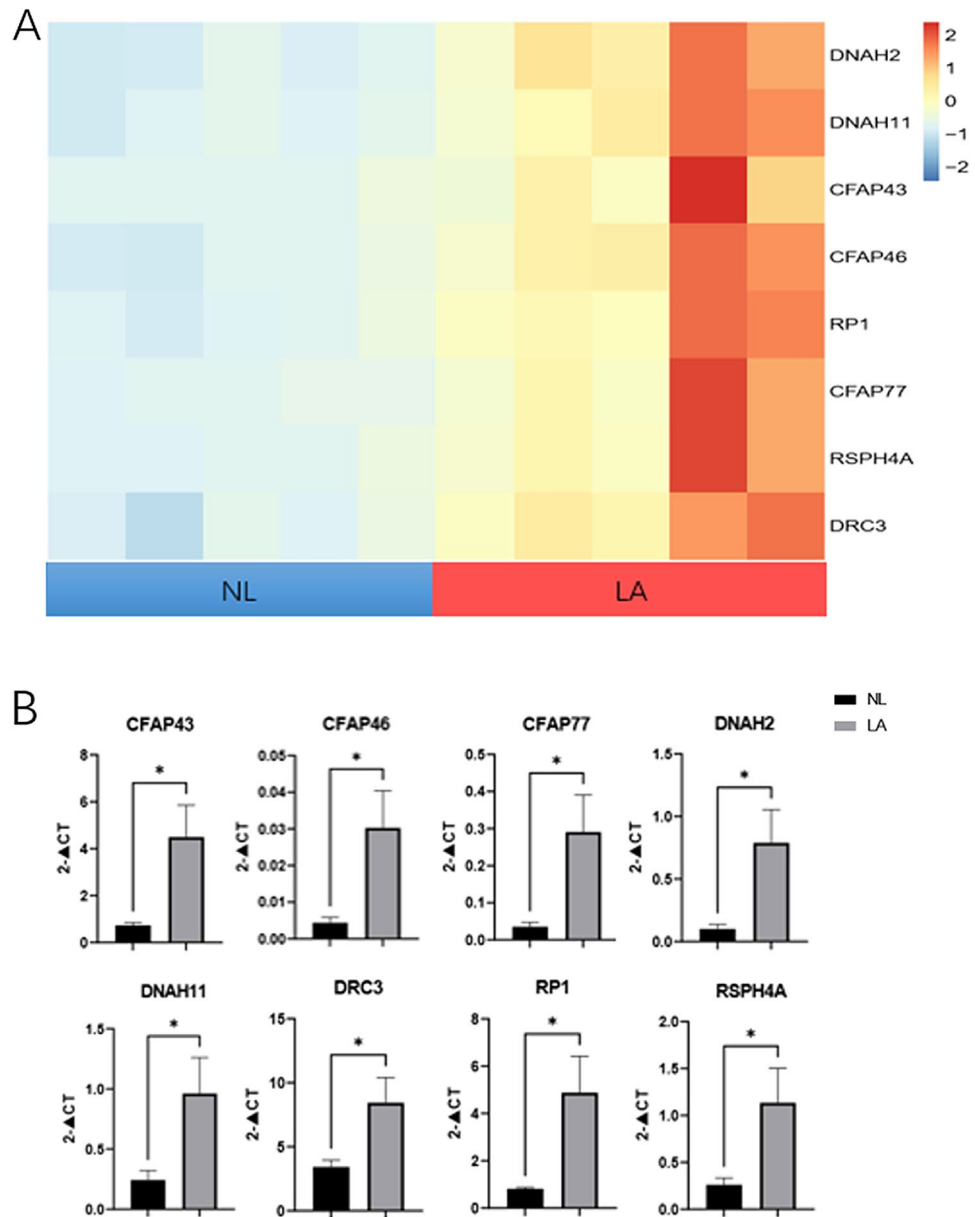 A
2
1
0
−1
−2
DNAH2
DNAH11
CFAP43
CFAP46
RP1
CFAP77
RSPH4A
DRC3
NL LA
B
NL
LA
CFAP43
8
6
4
2
0
2-▲CT
*
CFAP46
0.05
0.04
0.03
0.02
0.01
0.00
2-▲CT
*
CFAP77
0.5
0.4
0.3
0.2
0.1
0.0
2-▲CT
*
DNAH2
1.5
1.0
0.5
0.0
2-▲CT
*
DNAH11
1.5
1.0
0.5
0.0
2-▲CT
*
DRC3
15
10
5
0
2-▲CT
*
RP1
8
6
4
2
0
2-▲CT
*
RSPH4A
2.0
1.5
1.0
0.5
0.0
2-▲CT
*